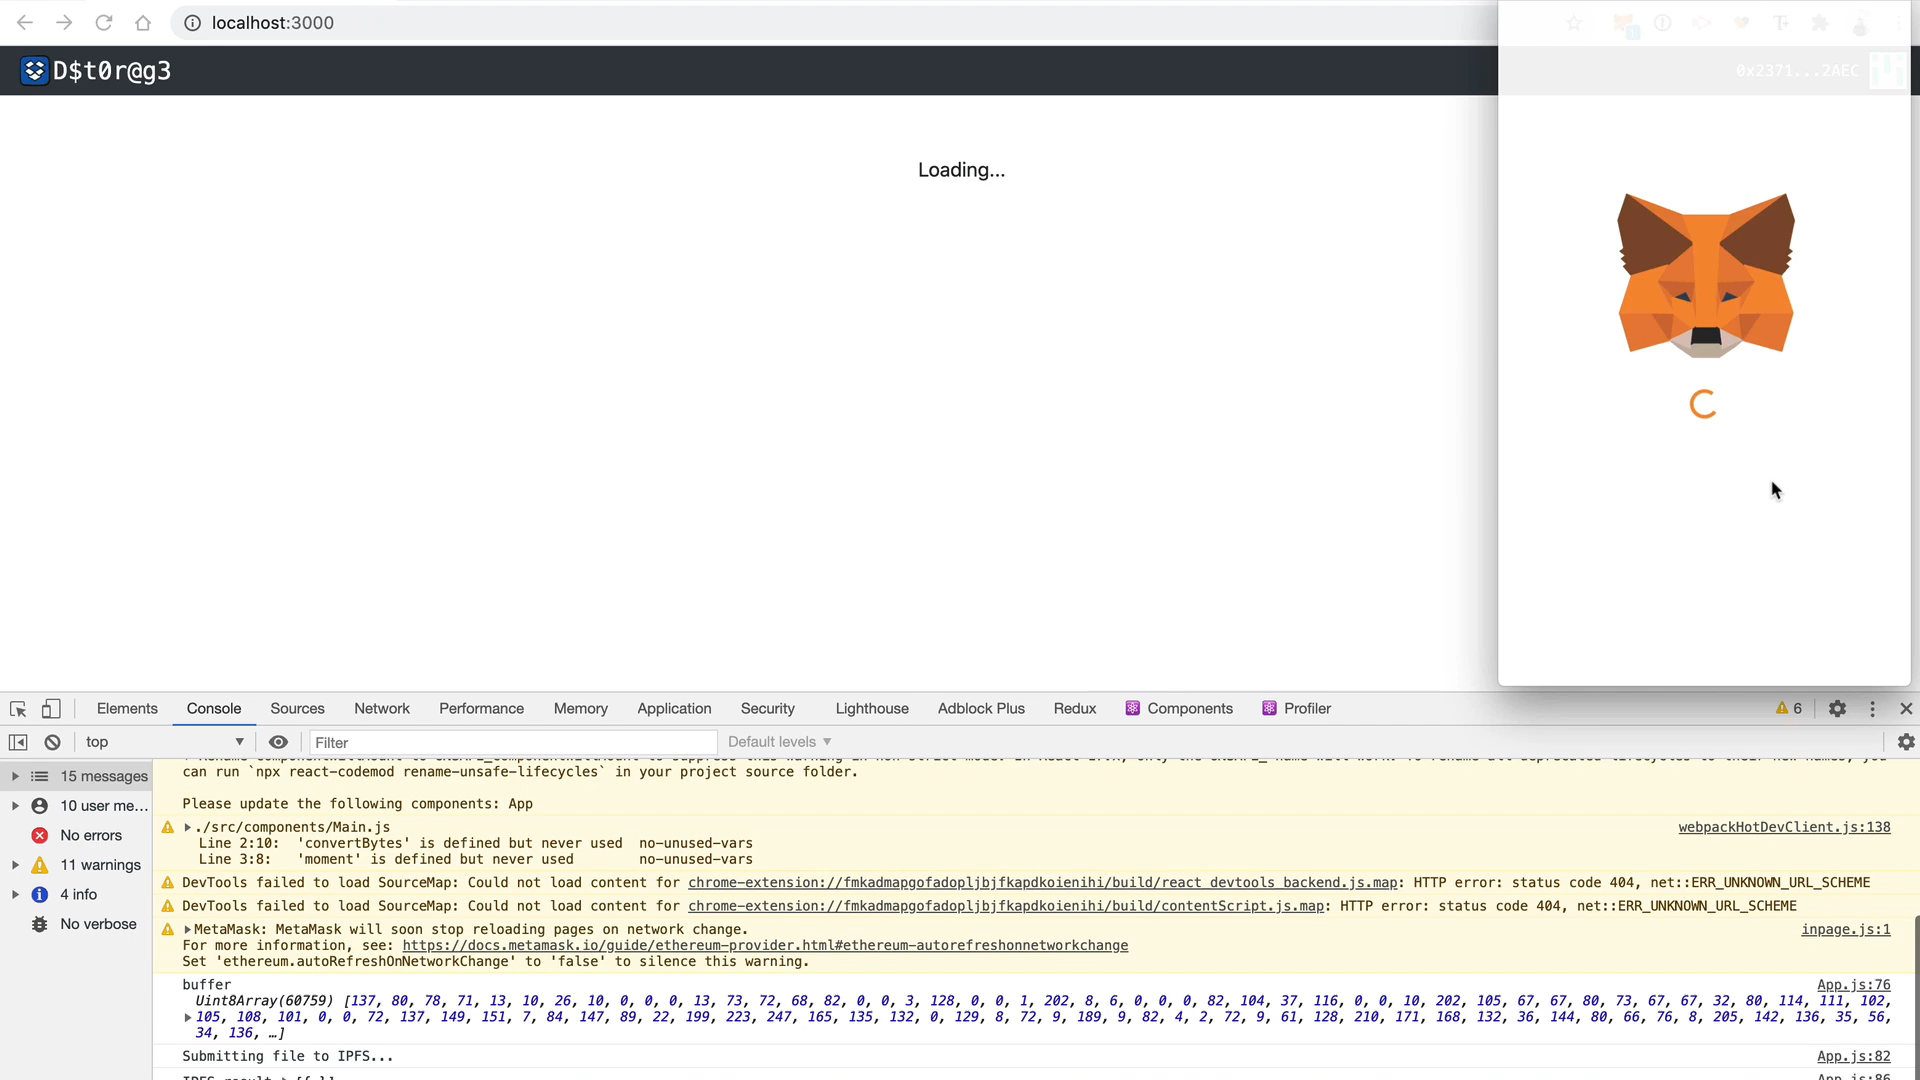 localhost:3000
D$t0r@g3
0x2371...2AEC
Loading...
Elements Console Sources Network Performance Memory Application Security Lighthouse Adblock Plus Redux Components Profiler 6
top Filter Default levels
15 messages
10 user me...
No errors
11 warnings
4 info
No verbose
can run `npx react-codemod rename-unsafe-lifecycles` in your project source folder.
Please update the following components: App
./src/components/Main.js webpackHotDevClient.js:138
Line 2:10: 'convertBytes' is defined but never used no-unused-vars
Line 3:8: 'moment' is defined but never used no-unused-vars
DevTools failed to load SourceMap: Could not load content for chrome-extension://fmkadmapgofadopljbjfkapdkoienihi/build/react_devtools_backend.js.map: HTTP error: status code 404, net::ERR_UNKNOWN_URL_SCHEME
DevTools failed to load SourceMap: Could not load content for chrome-extension://fmkadmapgofadopljbjfkapdkoienihi/build/contentScript.js.map: HTTP error: status code 404, net::ERR_UNKNOWN_URL_SCHEME
MetaMask: MetaMask will soon stop reloading pages on network change. inpage.js:1
For more information, see: https://docs.metamask.io/guide/ethereum-provider.html#ethereum-autorefreshonnetworkchange
Set 'ethereum.autoRefreshOnNetworkChange' to 'false' to silence this warning.
buffer App.js:76
Uint8Array(60759) [137, 80, 78, 71, 13, 10, 26, 10, 0, 0, 0, 13, 73, 72, 68, 82, 0, 0, 3, 128, 0, 0, 1, 202, 8, 6, 0, 0, 0, 82, 104, 37, 116, 0, 0, 10, 202, 105, 67, 67, 80, 73, 67, 67, 32, 80, 114, 111, 102,
105, 108, 101, 0, 0, 72, 137, 149, 151, 7, 84, 147, 89, 22, 199, 223, 247, 165, 135, 132, 0, 129, 8, 72, 9, 189, 9, 82, 4, 2, 72, 9, 61, 128, 210, 171, 168, 132, 36, 144, 80, 66, 76, 8, 205, 142, 136, 35, 56,
34, 136, …]
Submitting file to IPFS... App.js:82
App.js:86